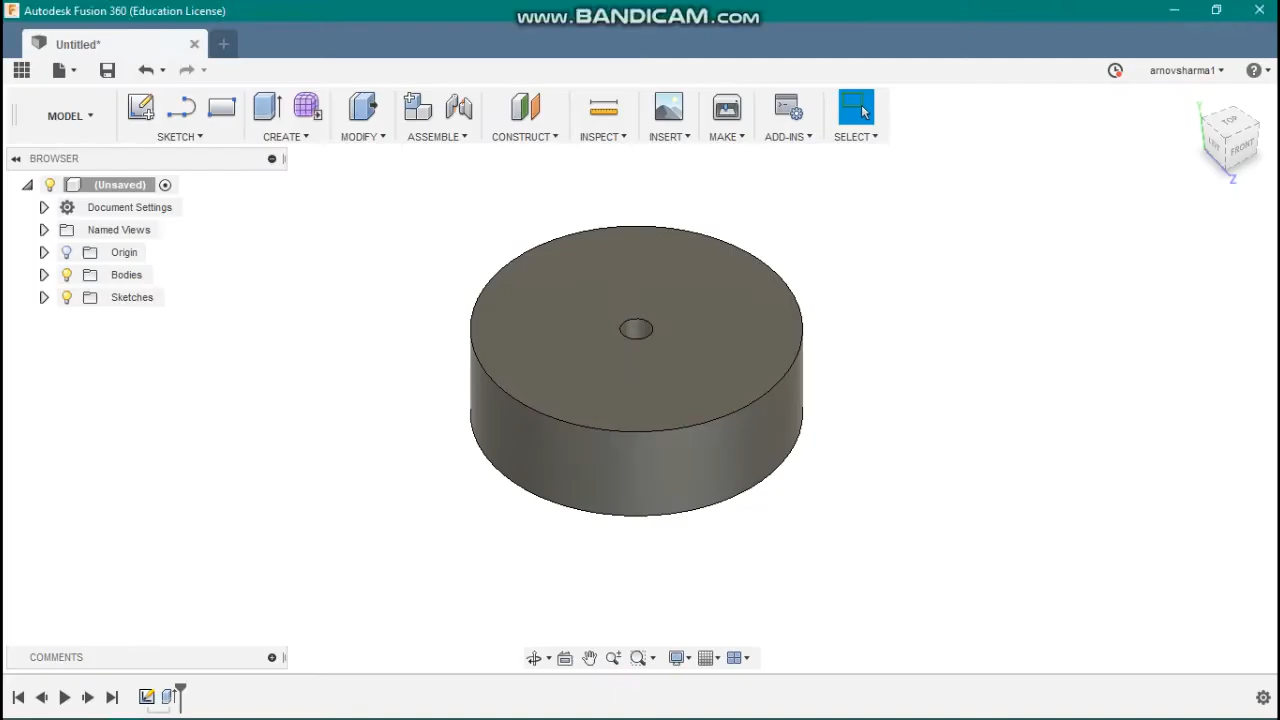 Autodesk Fusion 360 (Education License)
www.BANDICAM.com
Untitled*
arnovsharma1
MODEL
SKETCH
CREATE
MODIFY
ASSEMBLE
CONSTRUCT
INSPECT
INSERT
MAKE
ADD-INS
SELECT
TOP
FRONT
Y
Z
BROWSER
(Unsaved)
Document Settings
Named Views
Origin
Bodies
Sketches
COMMENTS